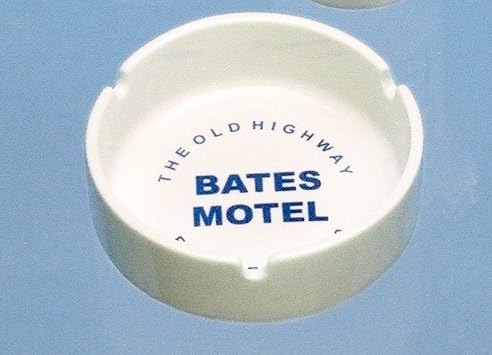 THE OLD HIGHWAY
BATES
MOTEL